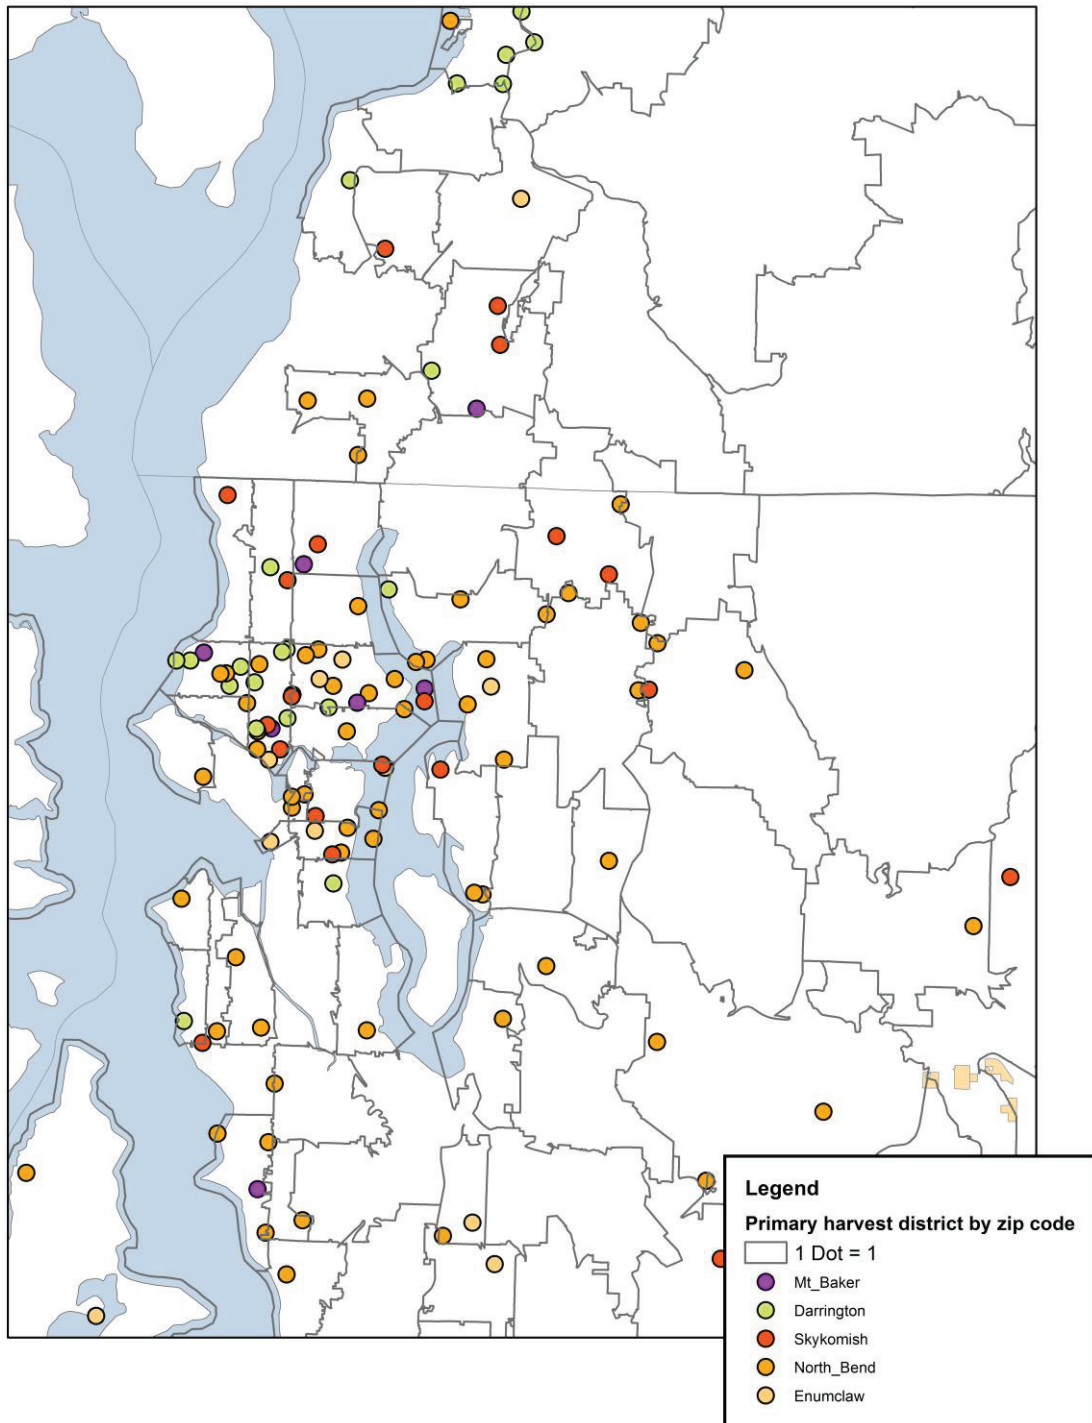 Legend
Primary harvest district by zip code
1 Dot = 1
Mt_Baker
Darrington
Skykomish
North_Bend
Enumclaw